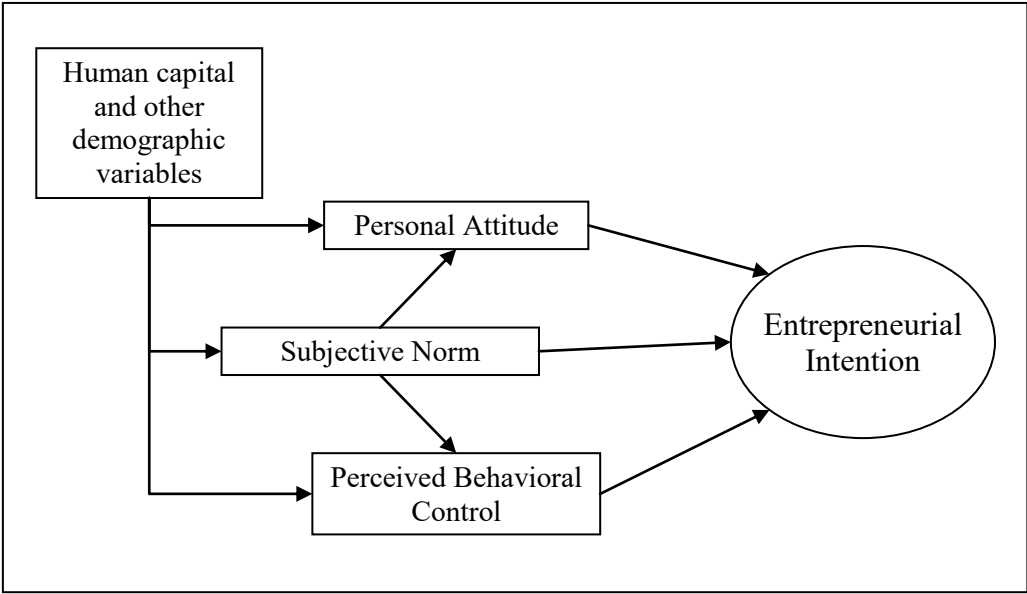 Human capital
and other
demographic
variables
Personal Attitude
Subjective Norm
Perceived Behavioral
Control
Entrepreneurial
Intention